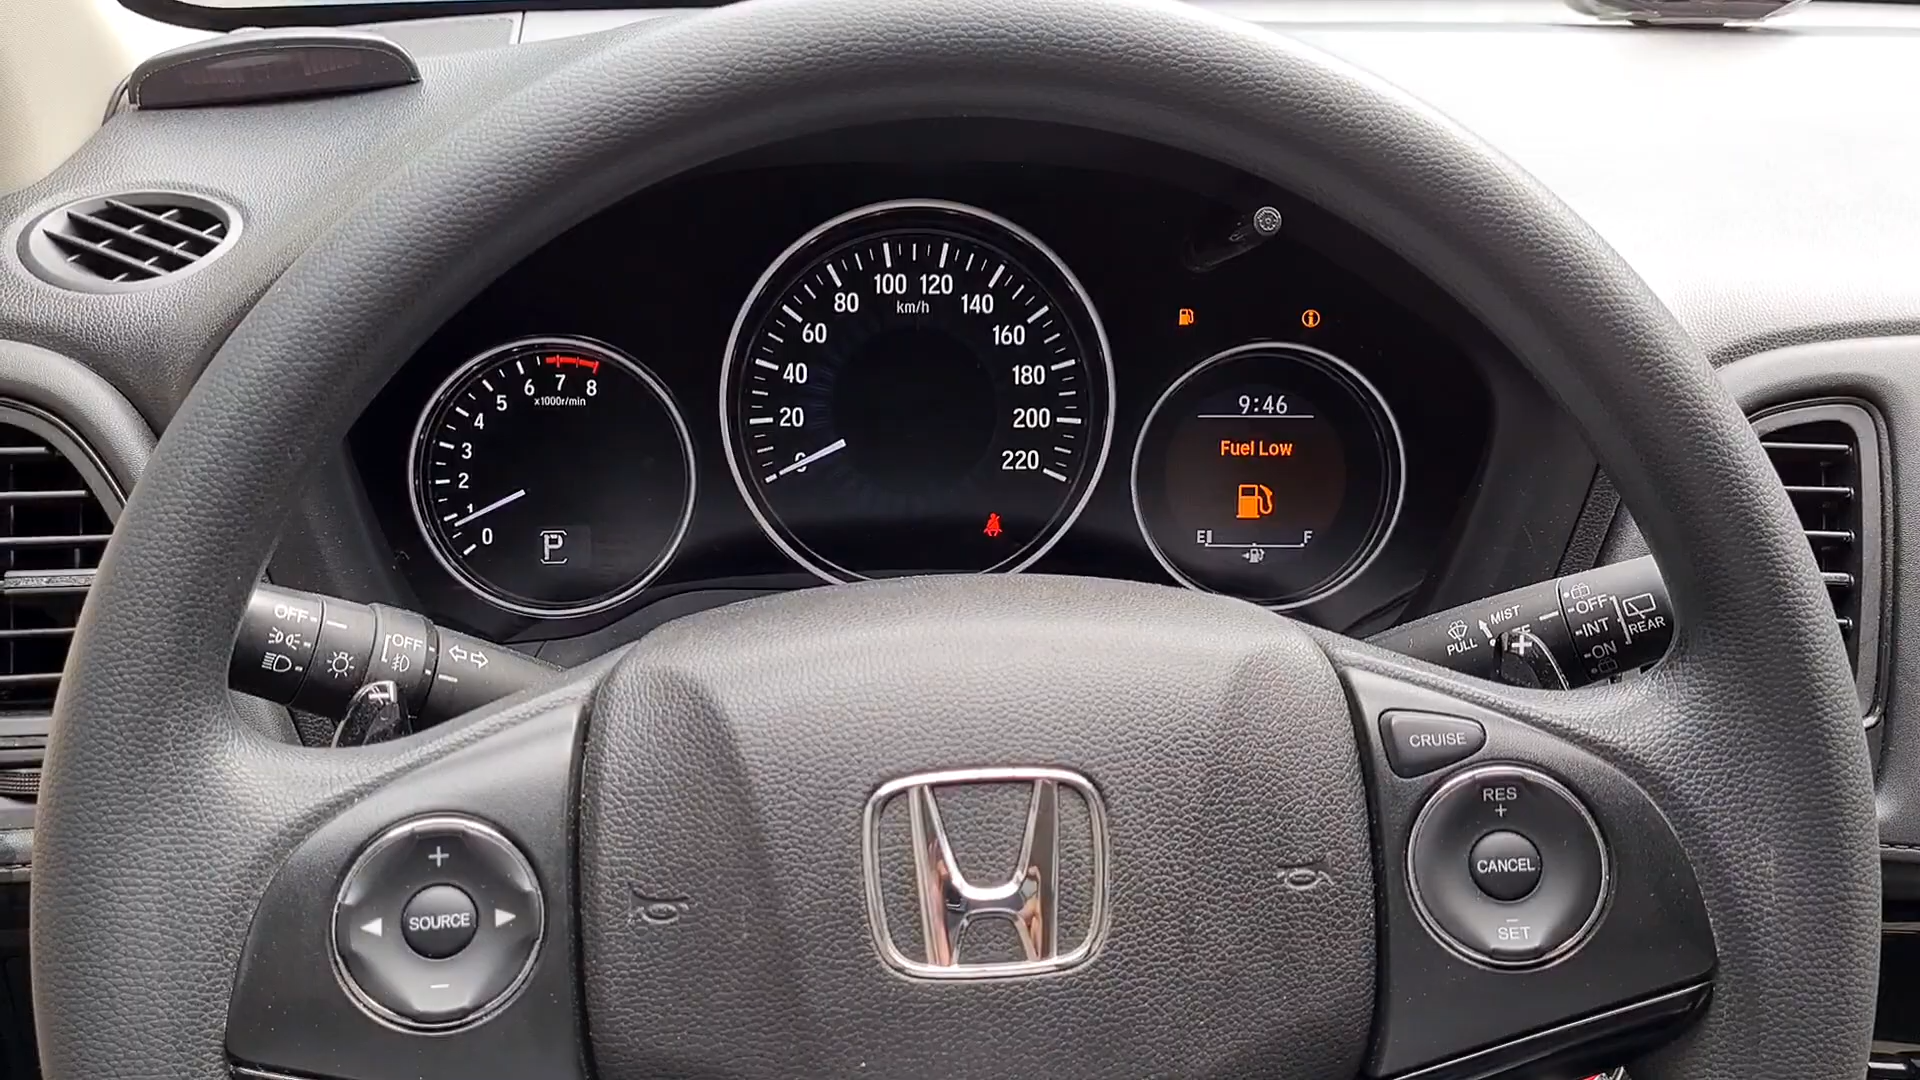 0
1
2
3
4
5
6
7
8
x1000r/min
P
0
20
40
60
80
100
120
140
160
180
200
220
km/h
9:46
Fuel Low
E
F
OFF
OFF
MIST
PULL
OFF
INT
ON
REAR
+
SOURCE
−
CRUISE
RES
+
CANCEL
−
SET